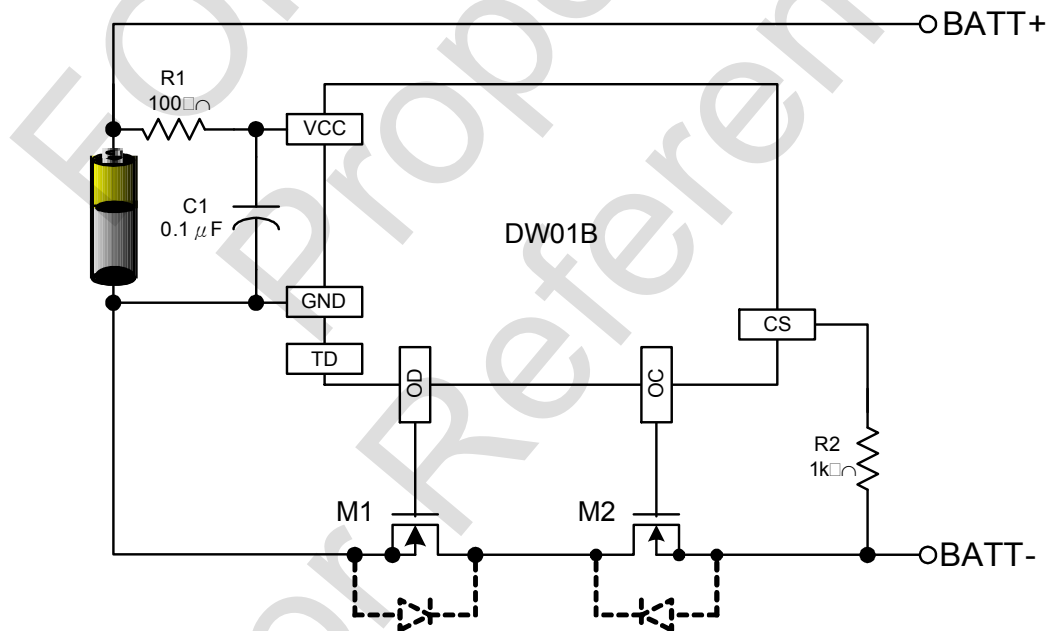 BATT+
R1
100□∩
VCC
C1
0.1 μF
DW01B
GND
CS
TD
OD
OC
R2
1k□∩
M1
M2
BATT-